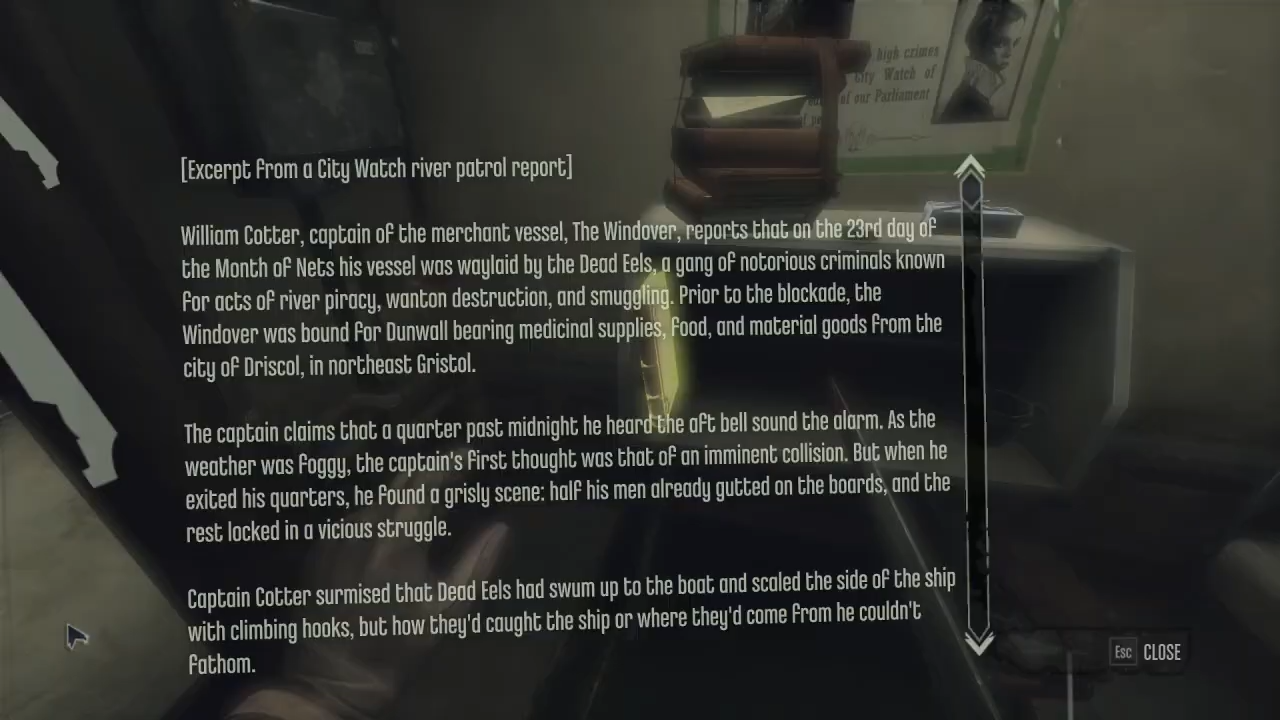 high crimes
City Watch of
of our Parliament
[Excerpt from a City Watch river patrol report]
William Cotter, captain of the merchant vessel, The Windover, reports that on the 23rd day of
the Month of Nets his vessel was waylaid by the Dead Eels, a gang of notorious criminals known
for acts of river piracy, wanton destruction, and smuggling. Prior to the blockade, the
Windover was bound for Dunwall bearing medicinal supplies, food, and material goods from the
city of Driscol, in northeast Gristol.
The captain claims that a quarter past midnight he heard the aft bell sound the alarm. As the
weather was foggy, the captain's first thought was that of an imminent collision. But when he
exited his quarters, he found a grisly scene: half his men already gutted on the boards, and the
rest locked in a vicious struggle.
Captain Cotter surmised that Dead Eels had swum up to the boat and scaled the side of the ship
with climbing hooks, but how they'd caught the ship or where they'd come from he couldn't
fathom.
Esc CLOSE